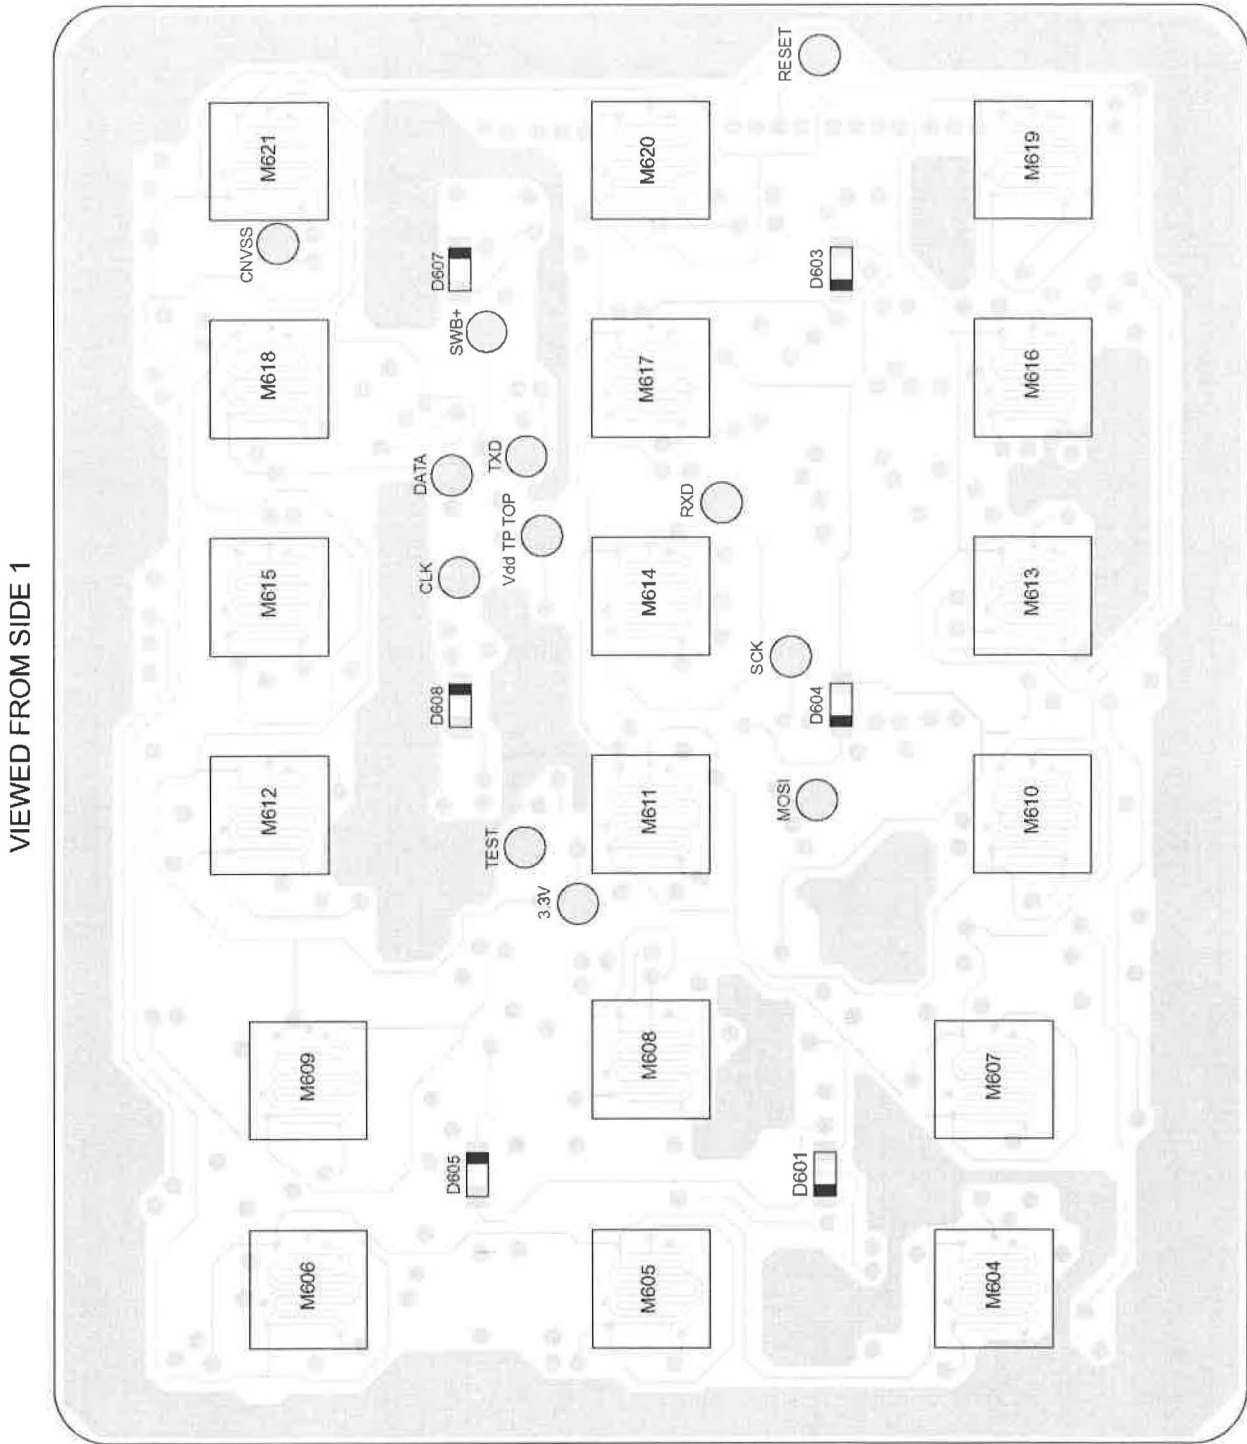 VIEWED FROM SIDE 1
RESET
M621
M620
M619
CNVSS
D607
D603
SWB+
M618
M617
M616
DATA
TXD
RXD
CLK
Vdd TP TOP
M615
M614
M613
SCK
D608
D604
M612
M611
M610
MOSI
TEST
3.3V
M609
M608
M607
D605
D601
M606
M605
M604